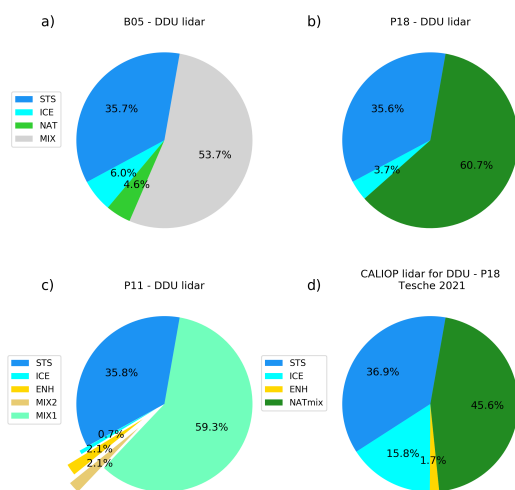 a)
B05 - DDU lidar
STS
ICE
NAT
MIX
35.7%
6.0%
4.6%
53.7%
b)
P18 - DDU lidar
35.6%
3.7%
60.7%
c)
P11 - DDU lidar
STS
ICE
ENH
MIX2
MIX1
35.8%
0.7%
2.1%
2.1%
59.3%
d)
CALIOP lidar for DDU - P18
Tesche 2021
STS
ICE
ENH
NATmix
36.9%
15.8%
1.7%
45.6%